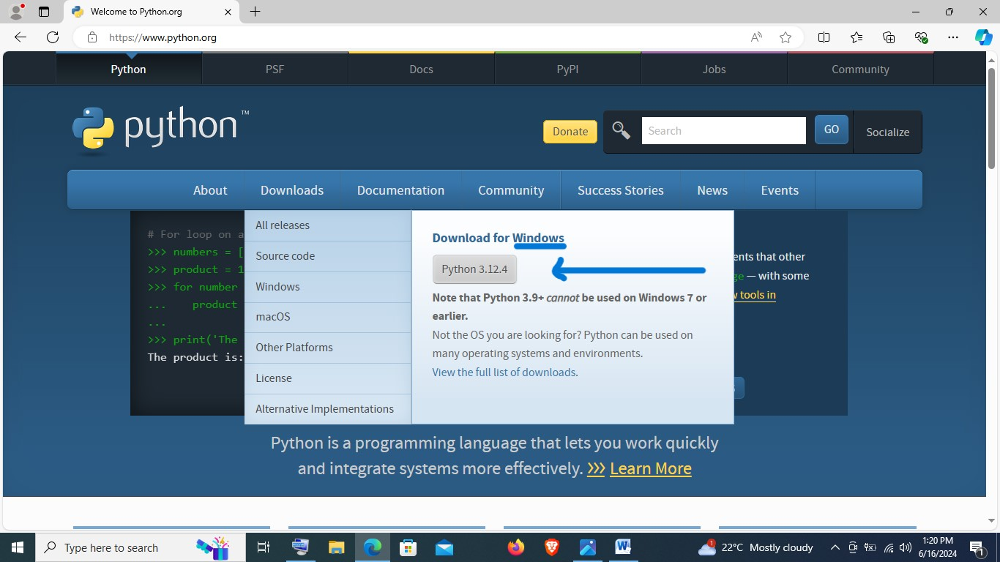 Welcome to Python.org
https://www.python.org
Python
PSF
Docs
PyPI
Jobs
Community
python™
Donate
Search
GO
Socialize
About
Downloads
Documentation
Community
Success Stories
News
Events
# For loop on a
>>> numbers = [
>>> product = 1
>>> for number
...    product
...
>>> print('The
The product is:
All releases
Source code
Windows
macOS
Other Platforms
License
Alternative Implementations
Download for Windows
Python 3.12.4
Note that Python 3.9+ cannot be used on Windows 7 or
earlier.
Not the OS you are looking for? Python can be used on
many operating systems and environments.
View the full list of downloads.
that other
— with some
tools in
Python is a programming language that lets you work quickly
and integrate systems more effectively. >>> Learn More
Type here to search
1
22°C Mostly cloudy
1:20 PM
6/16/2024
1